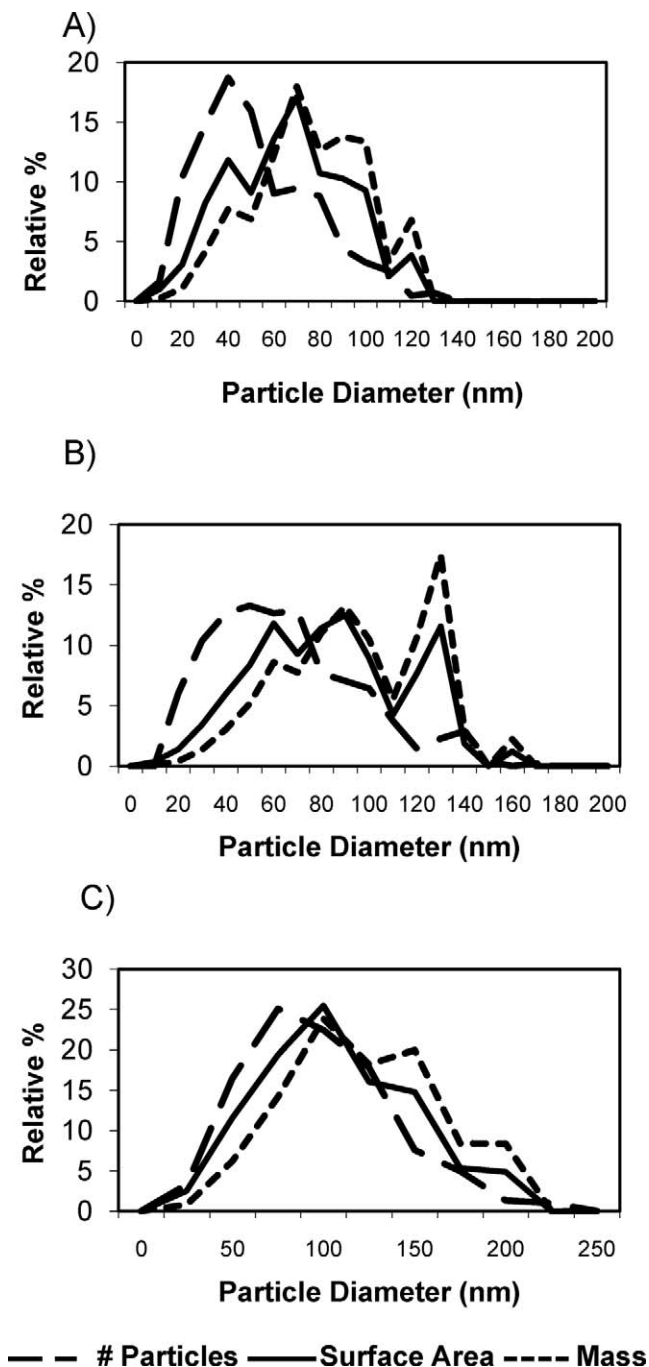 A)
20
15
10
5
0
Relative %
0 20 40 60 80 100 120 140 160 180 200
Particle Diameter (nm)
B)
20
15
10
5
0
Relative %
0 20 40 60 80 100 120 140 160 180 200
Particle Diameter (nm)
C)
30
25
20
15
10
5
0
Relative %
0 50 100 150 200 250
Particle Diameter (nm)
# Particles Surface Area Mass